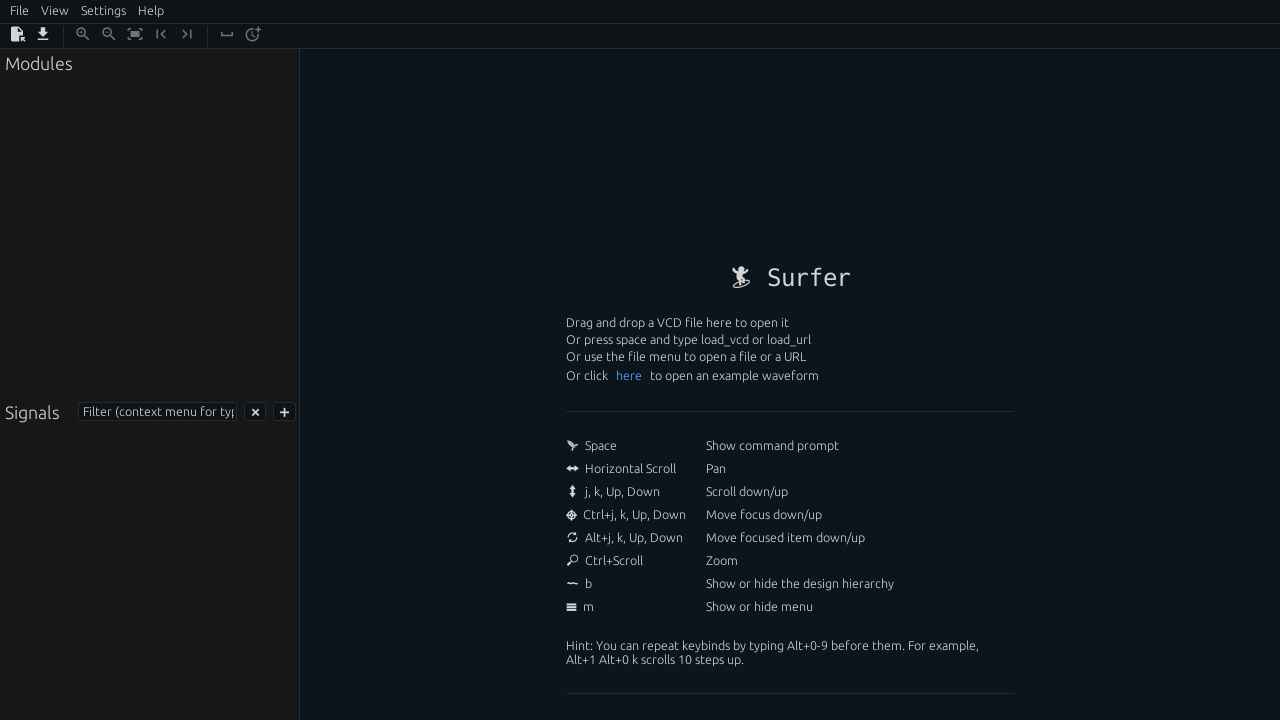 File View Settings Help
Modules
Surfer
Drag and drop a VCD file here to open it
Or press space and type load_vcd or load_url
Or use the file menu to open a file or a URL
Or click here to open an example waveform
Signals Filter (context menu for typ
Space Show command prompt
Horizontal Scroll Pan
j, k, Up, Down Scroll down/up
Ctrl+j, k, Up, Down Move focus down/up
Alt+j, k, Up, Down Move focused item down/up
Ctrl+Scroll Zoom
b Show or hide the design hierarchy
m Show or hide menu
Hint: You can repeat keybinds by typing Alt+0-9 before them. For example,
Alt+1 Alt+0 k scrolls 10 steps up.